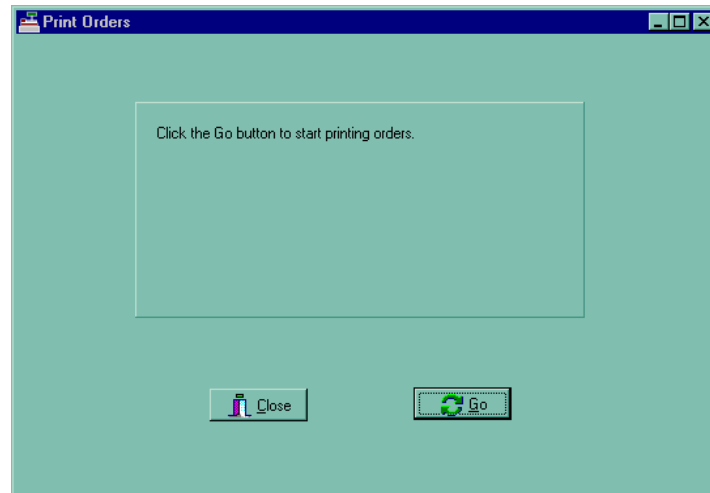 Print Orders
Click the Go button to start printing orders.
Close
Go